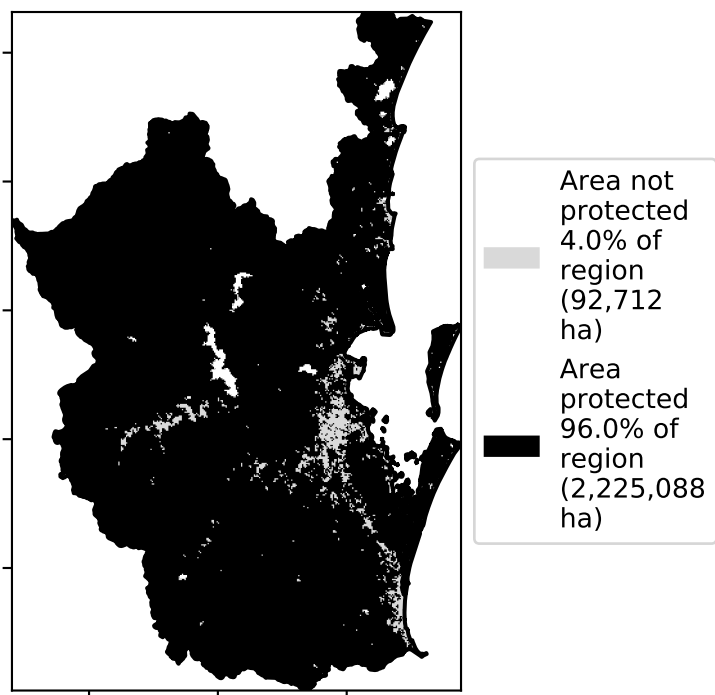 Area not
protected
4.0% of
region
(92,712
ha)
Area
protected
96.0% of
region
(2,225,088
ha)